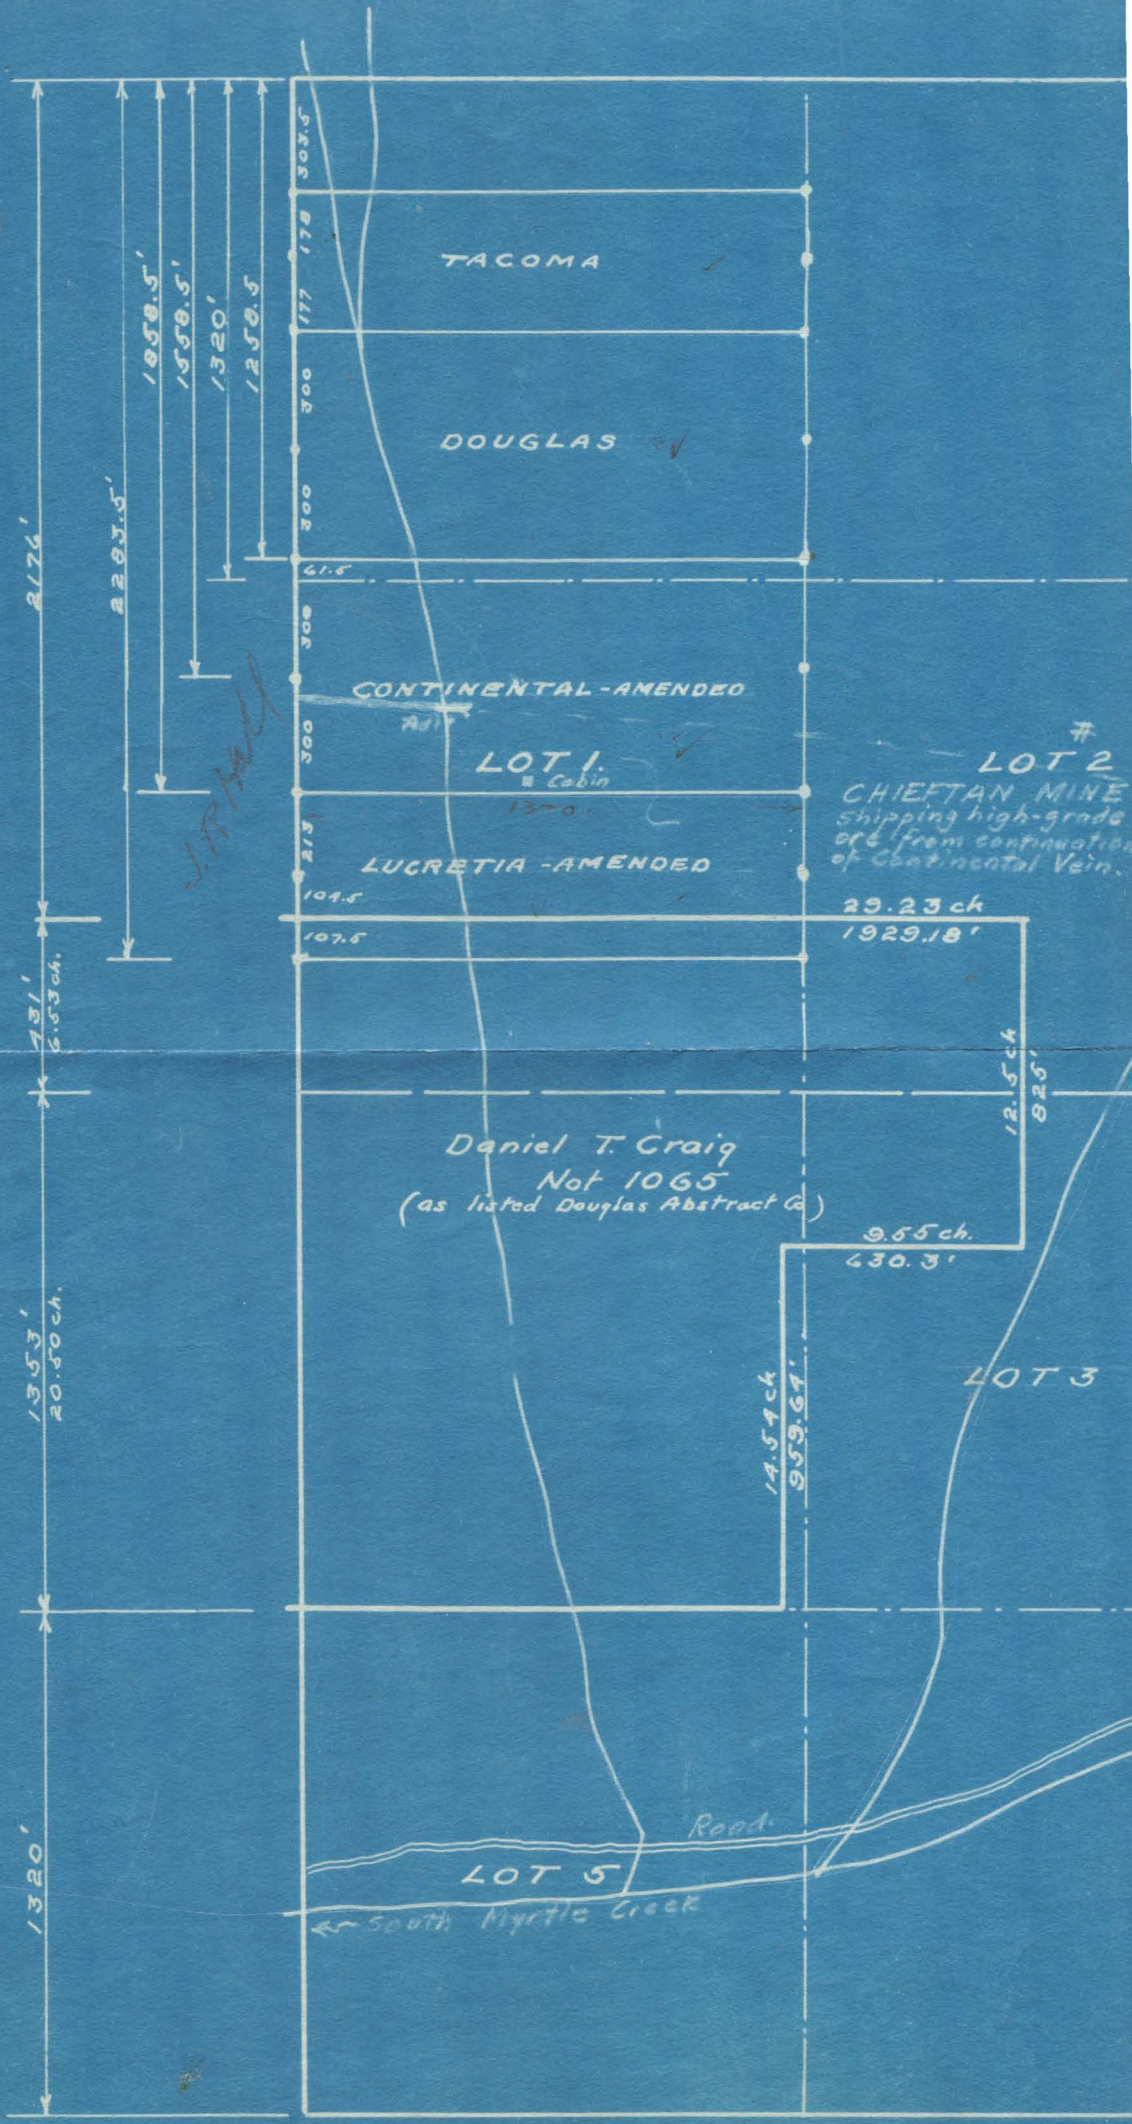 303.5
178
TACOMA
177
1858.5'
1558.5'
1320'
1258.5
300
DOUGLAS
300
2176'
2283.5'
61.5
300
CONTINENTAL-AMENDED
Adit
300
LOT 1.
Cabin
#
LOT 2
CHIEFTAN MINE
shipping high-grade
ore from continuation
of Continental Vein.
213
LUCRETIA-AMENDED
104.5
29.23 ch
1929.18'
107.5
431'
6.53 ch.
12.5 ch
825'
Daniel T. Craig
Not 1065
(as listed Douglas Abstract Co)
9.55 ch.
630.3'
1353'
20.50 ch.
14.54 ch
959.64'
LOT 3
Road.
LOT 5
South Myrtle Creek
1320'